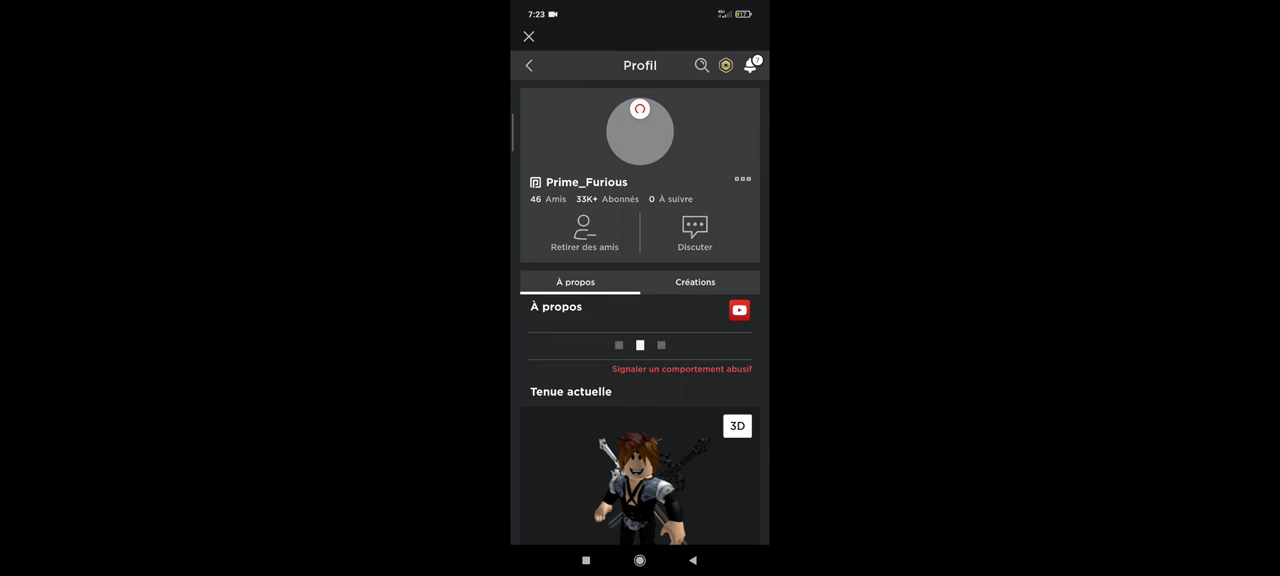 7:23
Profil
7
Prime_Furious
46 Amis 33K+ Abonnés 0 À suivre
Retirer des amis Discuter
À propos Créations
À propos
Signaler un comportement abusif
Tenue actuelle
3D